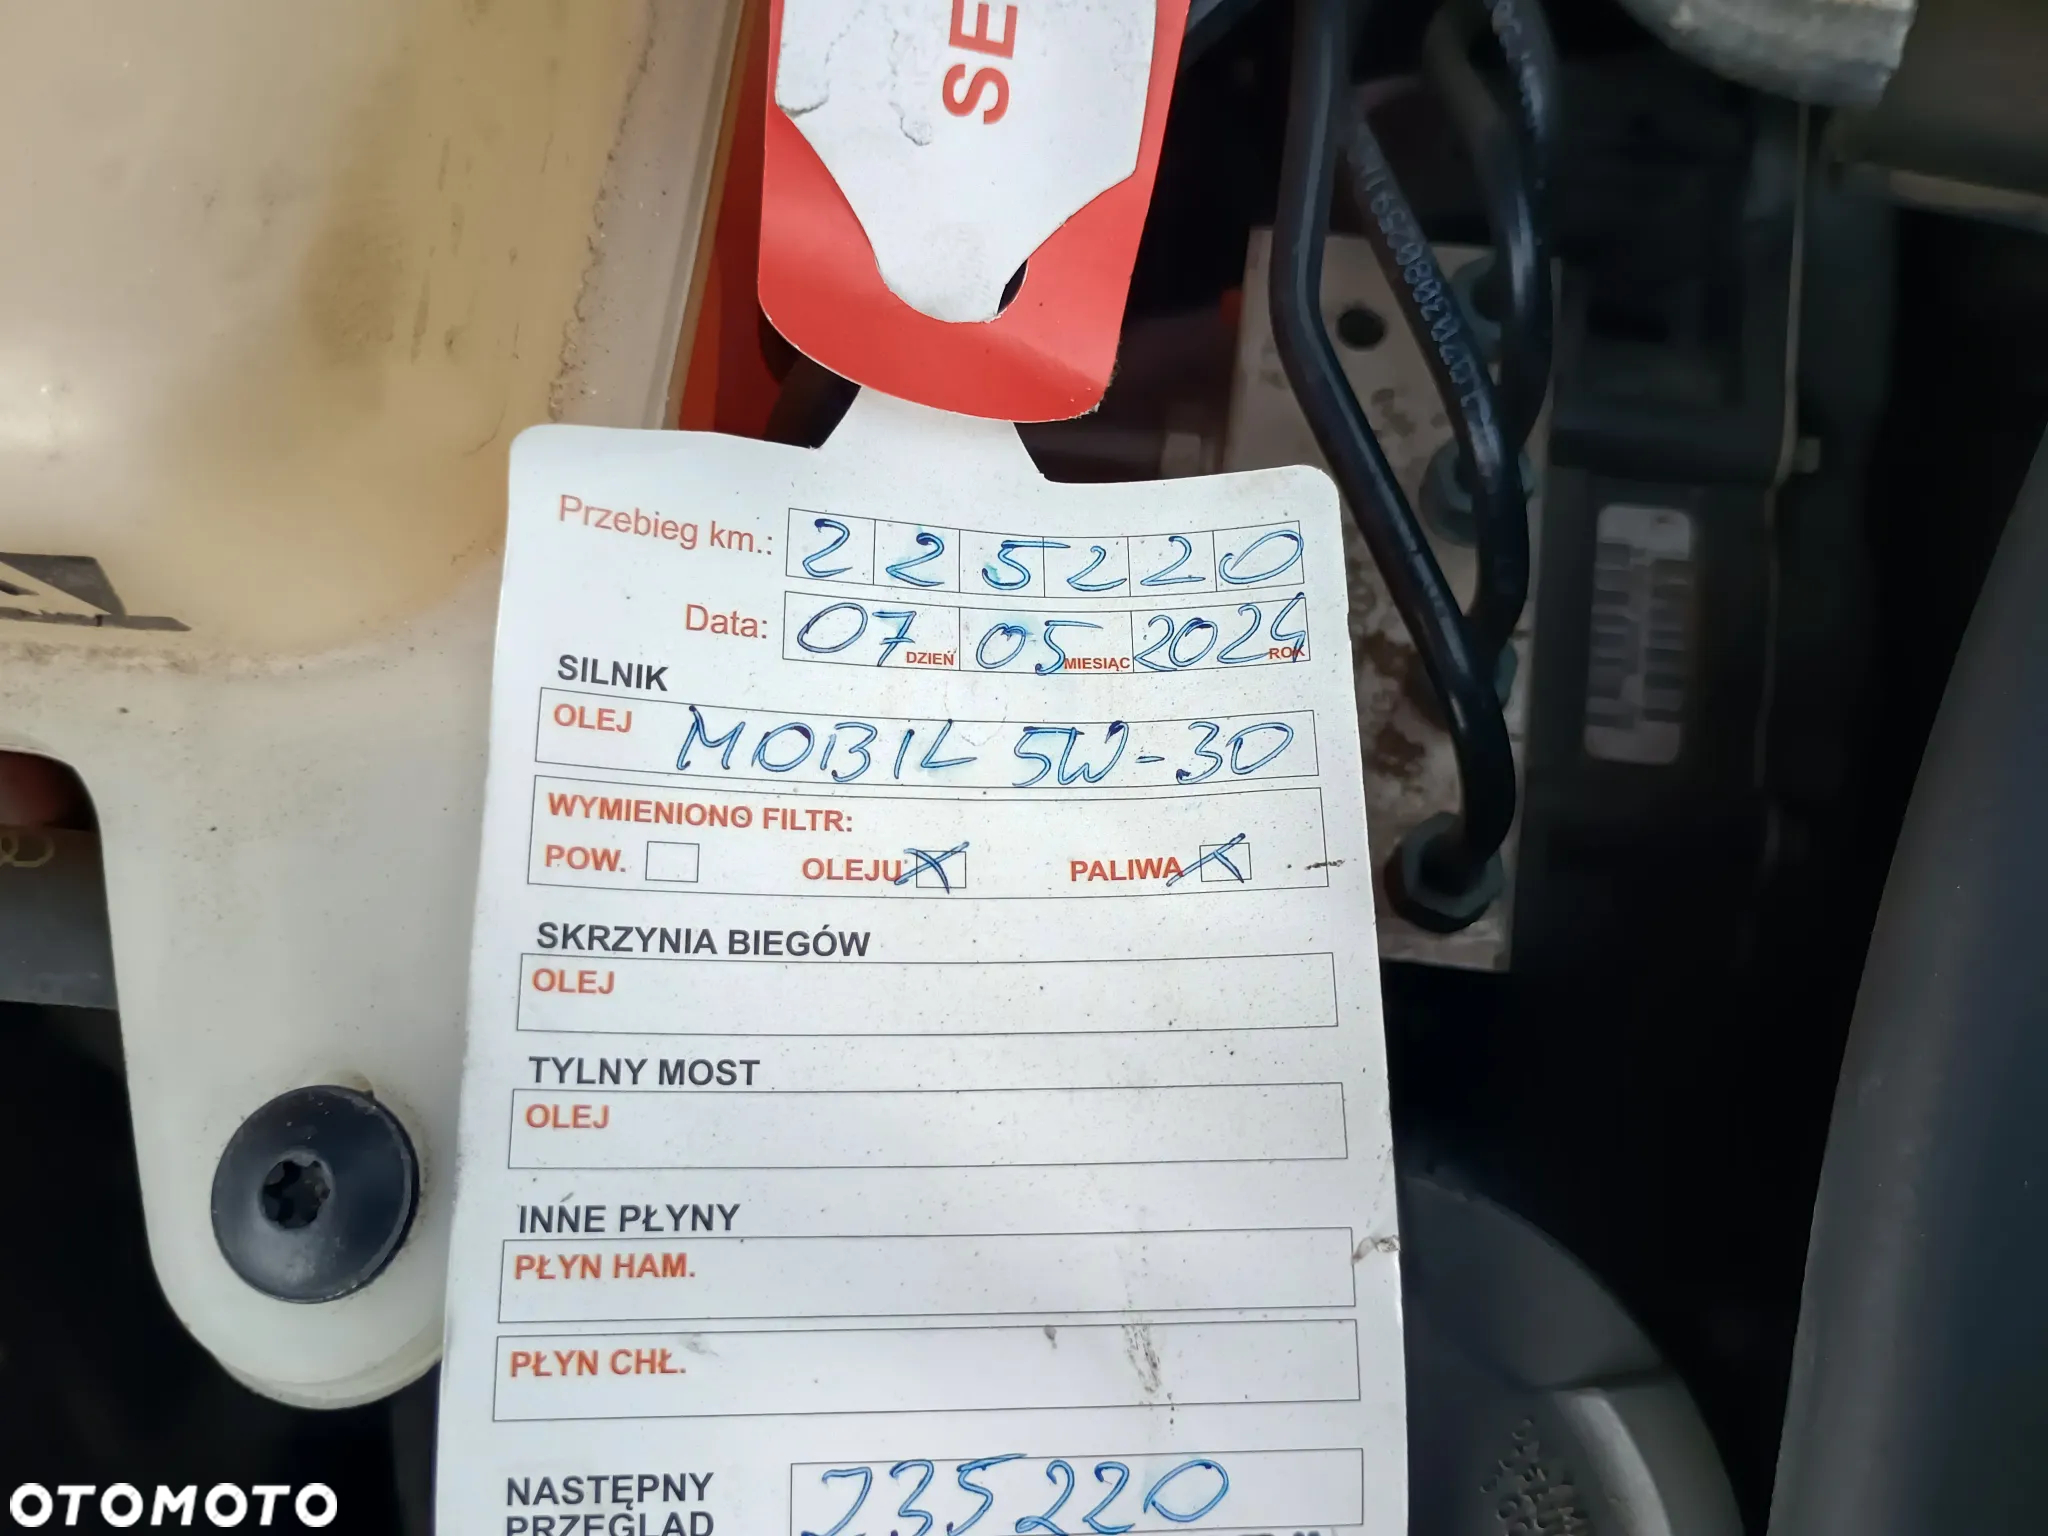 SE
Przebieg km.: 225220
Data: 07 DZIEŃ 05 MIESIĄC 2024 ROK
SILNIK
OLEJ MOBIL 5W-30
WYMIENIONO FILTR:
POW. OLEJU X PALIWA X
SKRZYNIA BIEGÓW
OLEJ
TYLNY MOST
OLEJ
INNE PŁYNY
PŁYN HAM.
PŁYN CHŁ.
NASTĘPNY 235220
PRZEGLĄD
OTOMOTO